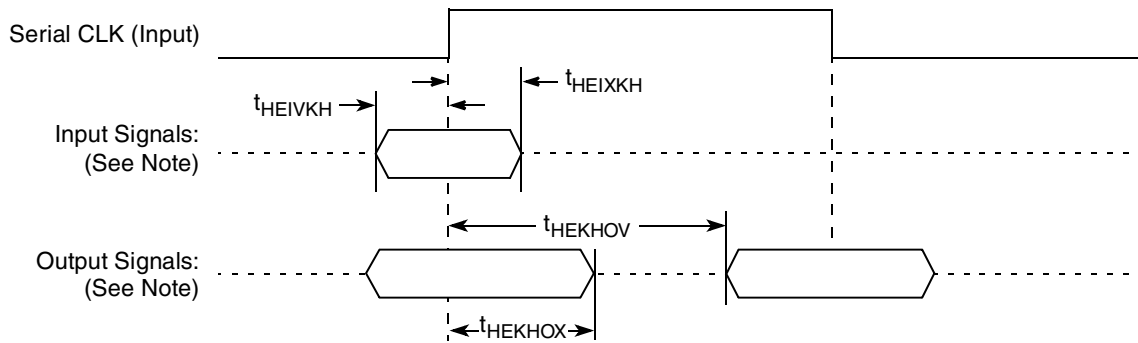 Serial CLK (Input)
tHEIXKH
tHEIVKH
Input Signals:
(See Note)
tHEKHOV
Output Signals:
(See Note)
tHEKHOX